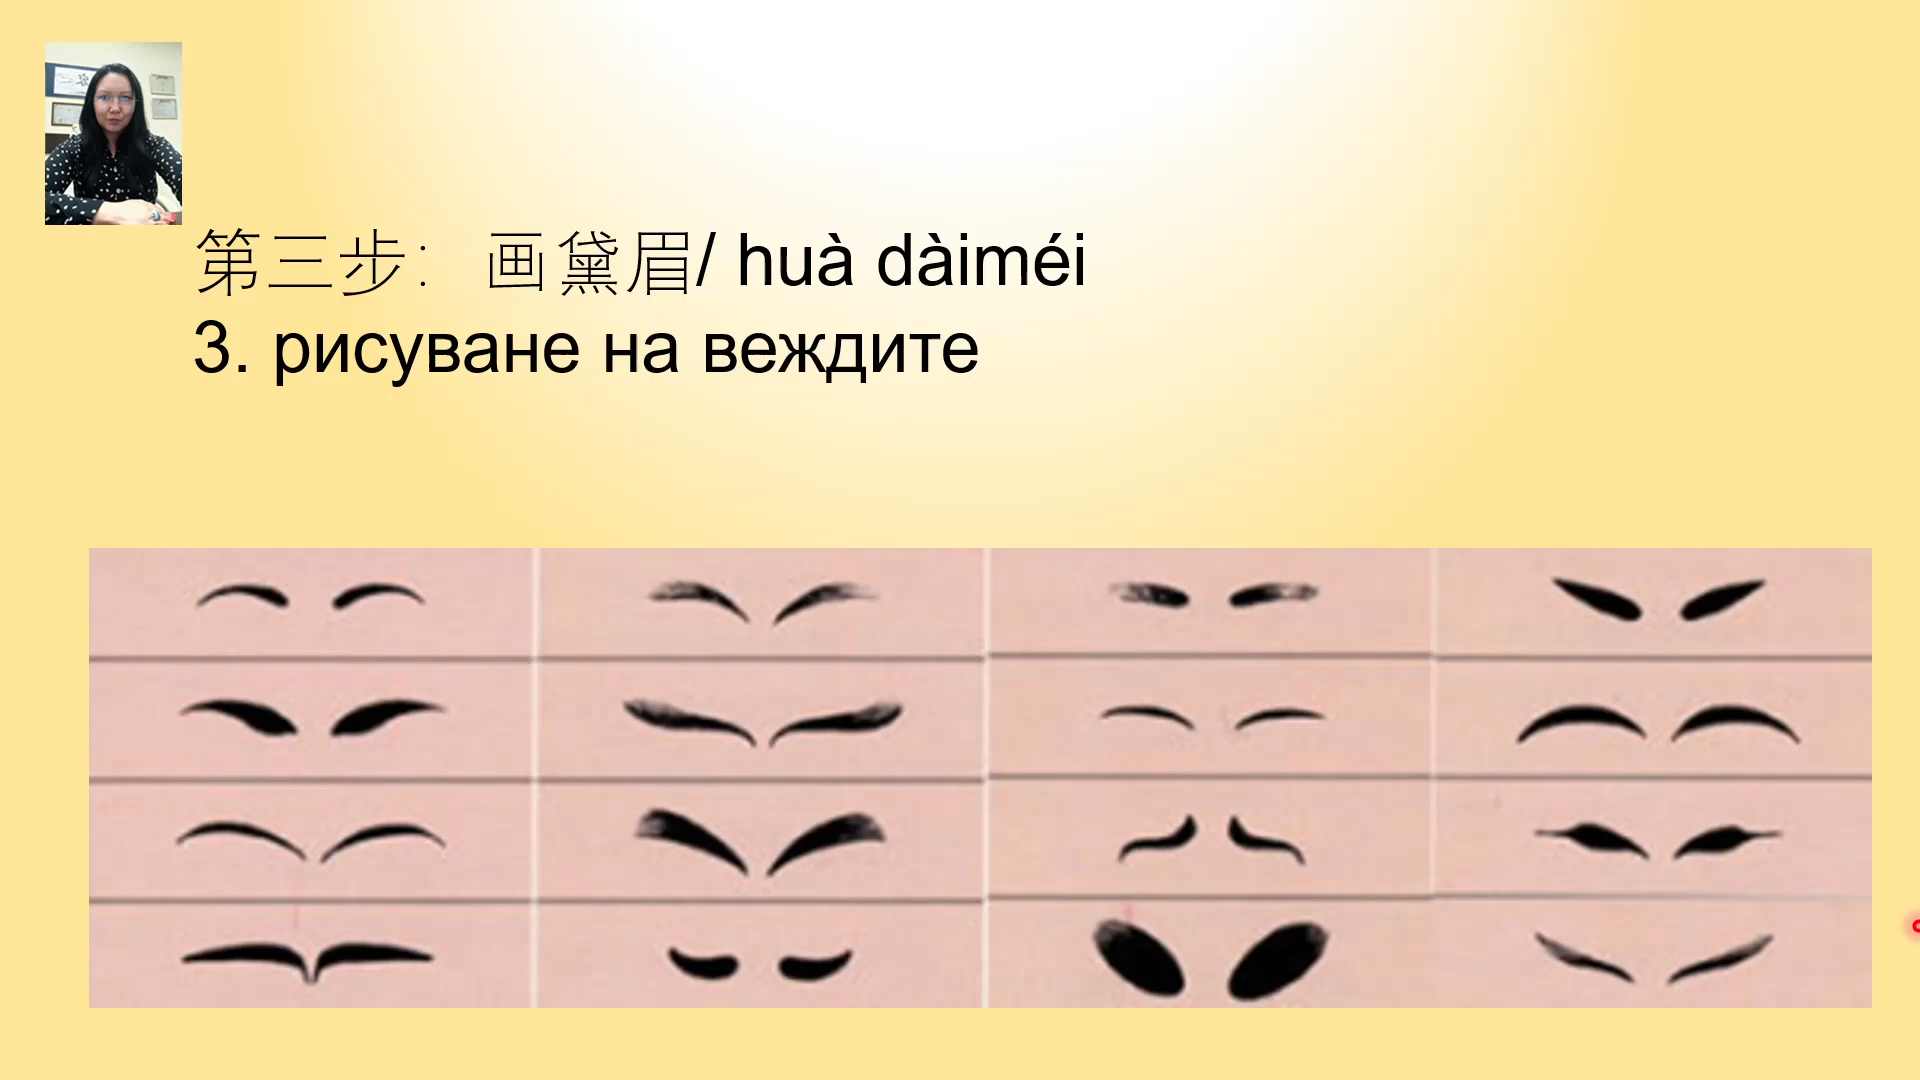 第三步：画黛眉/ huà dàiméi
3. рисуване на веждите